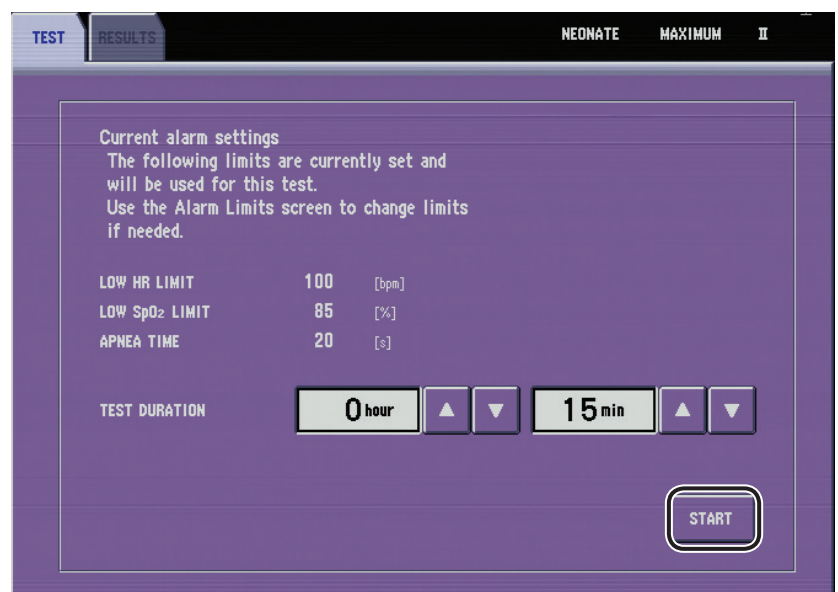 TEST RESULTS NEONATE MAXIMUM II
Current alarm settings
The following limits are currently set and
will be used for this test.
Use the Alarm Limits screen to change limits
if needed.
LOW HR LIMIT 100 [bpm]
LOW SpO₂ LIMIT 85 [%]
APNEA TIME 20 [s]
TEST DURATION 0 hour ▲ ▼ 15 min ▲ ▼
START